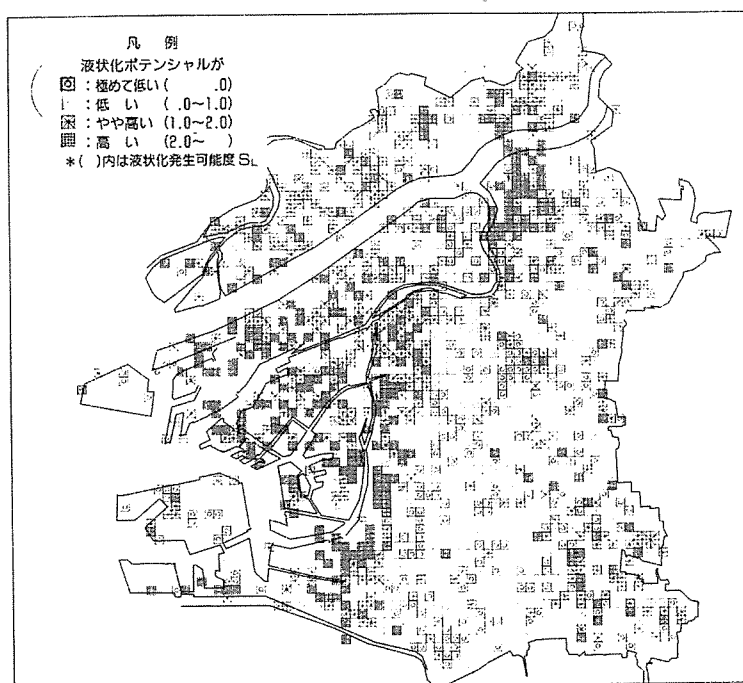 凡 例
液状化ポテンシャルが
：極めて低い( .0)
：低 い ( .0~1.0)
：やや高い (1.0~2.0)
：高 い (2.0~ )
*( )内は液状化発生可能度 SL